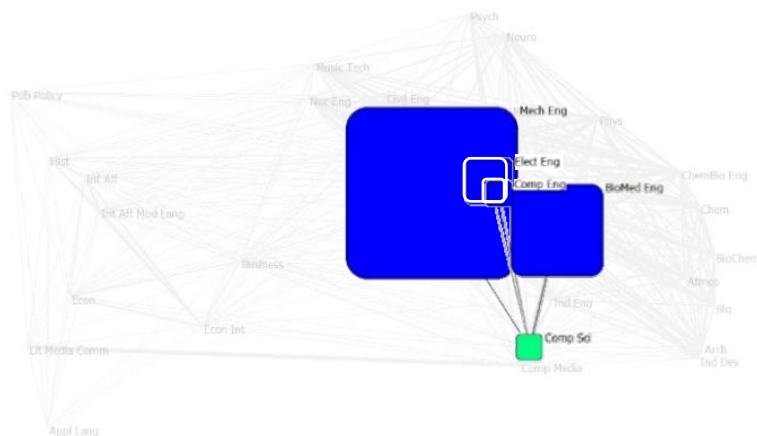 Psych
Neuro
Music Tech
Pub Policy
Nuc Eng
Civil Eng
Mech Eng
Phys
Hist
Elect Eng
Int Aff
Comp Eng
BioMed Eng
ChemBio Eng
Int Aff Mod Lang
Chem
Business
BioChem
Atmos
Econ
Ind Eng
Bio
Econ Int
Comp Sci
Lit Media Comm
Arch
Ind Des
Comp Media
Appl Lang